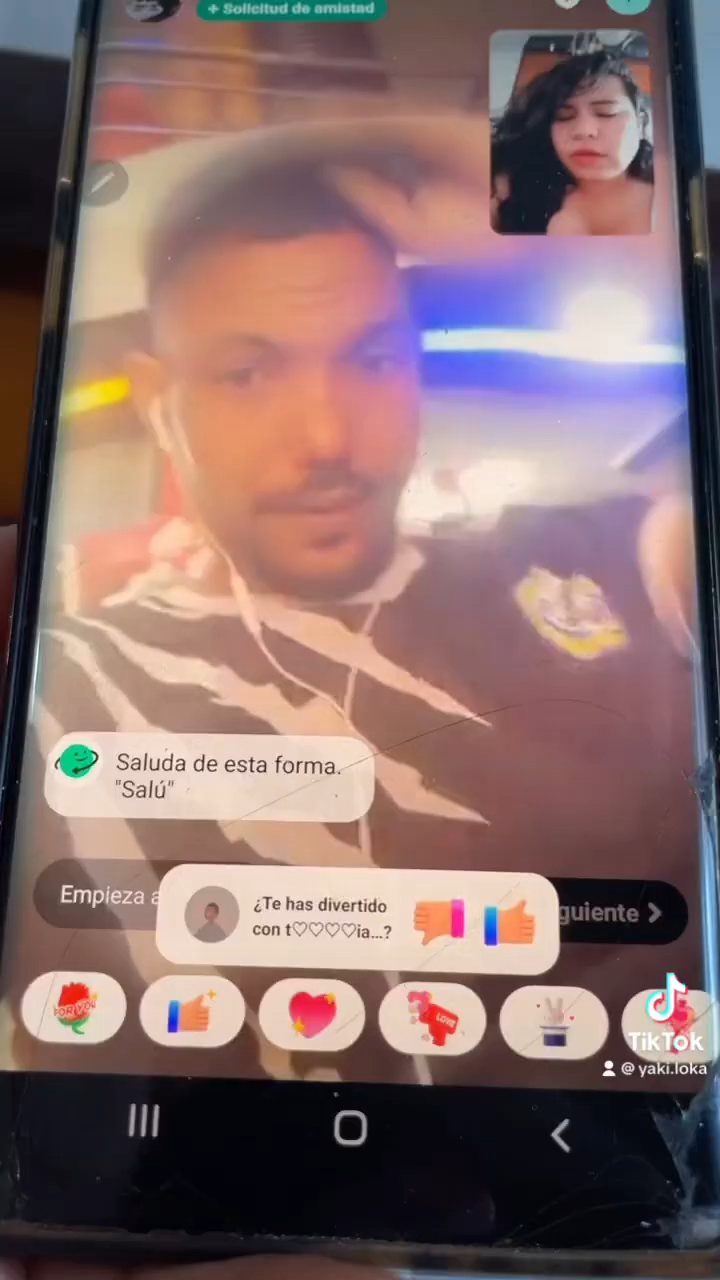 + Solicitud de amistad
Saluda de esta forma.
"Salú"
Empieza a
¿Te has divertido
con t♡♡♡♡ia...?
guiente
FOR YOU
LOVE
TikTok
@yaki.loka